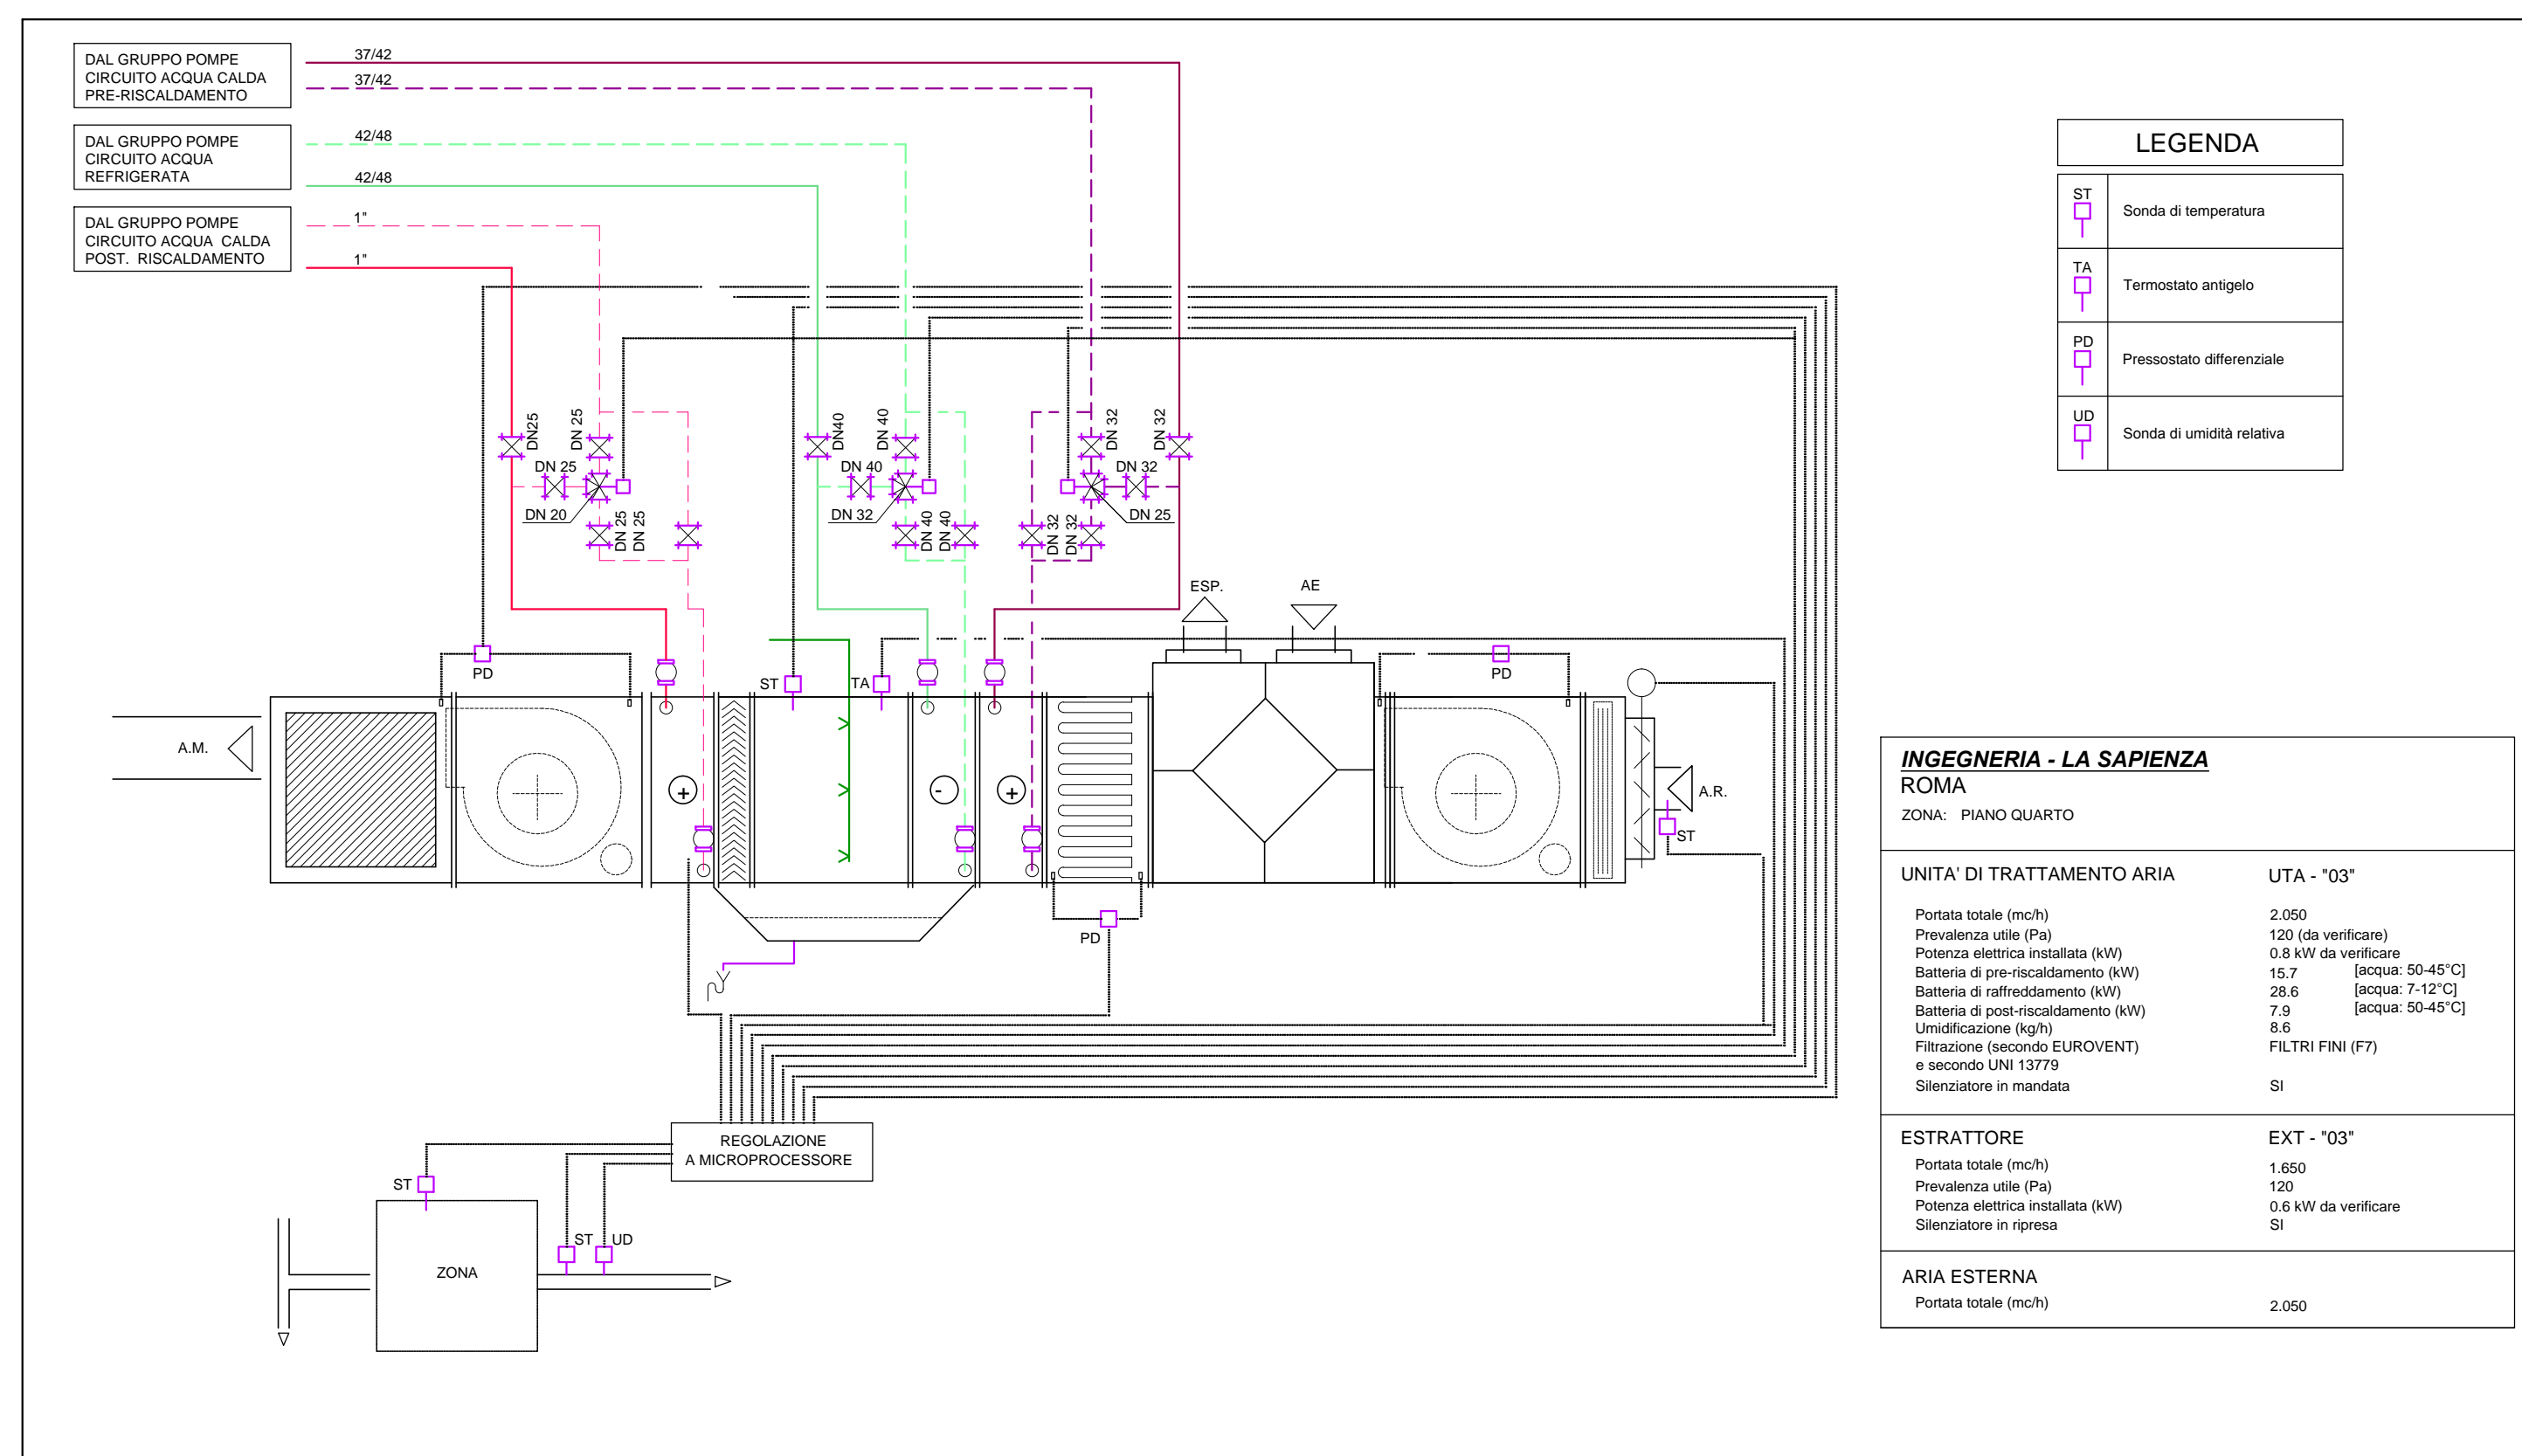 DAL GRUPPO POMPE
CIRCUITO ACQUA CALDA
PRE-RISCALDAMENTO
37/42
37/42
DAL GRUPPO POMPE
CIRCUITO ACQUA
REFRIGERATA
42/48
42/48
DAL GRUPPO POMPE
CIRCUITO ACQUA CALDA
POST. RISCALDAMENTO
1"
1"
LEGENDA
ST
Sonda di temperatura
TA
Termostato antigelo
PD
Pressostato differenziale
UD
Sonda di umidità relativa
DN25
DN 25
DN 25
DN 20
DN 25
DN 25
DN40
DN 40
DN 40
DN 32
DN 40
DN 40
DN 32
DN 32
DN 32
DN 25
DN 32
DN 32
ESP.
AE
PD
ST
TA
PD
A.M.
+
-
+
A.R.
ST
PD
REGOLAZIONE
A MICROPROCESSORE
ST
ST
UD
ZONA
INGEGNERIA - LA SAPIENZA
ROMA
ZONA: PIANO QUARTO
UNITA' DI TRATTAMENTO ARIA UTA - "03"
Portata totale (mc/h) 2.050
Prevalenza utile (Pa) 120 (da verificare)
Potenza elettrica installata (kW) 0.8 kW da verificare
Batteria di pre-riscaldamento (kW) 15.7 [acqua: 50-45°C]
Batteria di raffreddamento (kW) 28.6 [acqua: 7-12°C]
Batteria di post-riscaldamento (kW) 7.9 [acqua: 50-45°C]
Umidificazione (kg/h) 8.6
Filtrazione (secondo EUROVENT) FILTRI FINI (F7)
e secondo UNI 13779
Silenziatore in mandata SI
ESTRATTORE EXT - "03"
Portata totale (mc/h) 1.650
Prevalenza utile (Pa) 120
Potenza elettrica installata (kW) 0.6 kW da verificare
Silenziatore in ripresa SI
ARIA ESTERNA
Portata totale (mc/h) 2.050